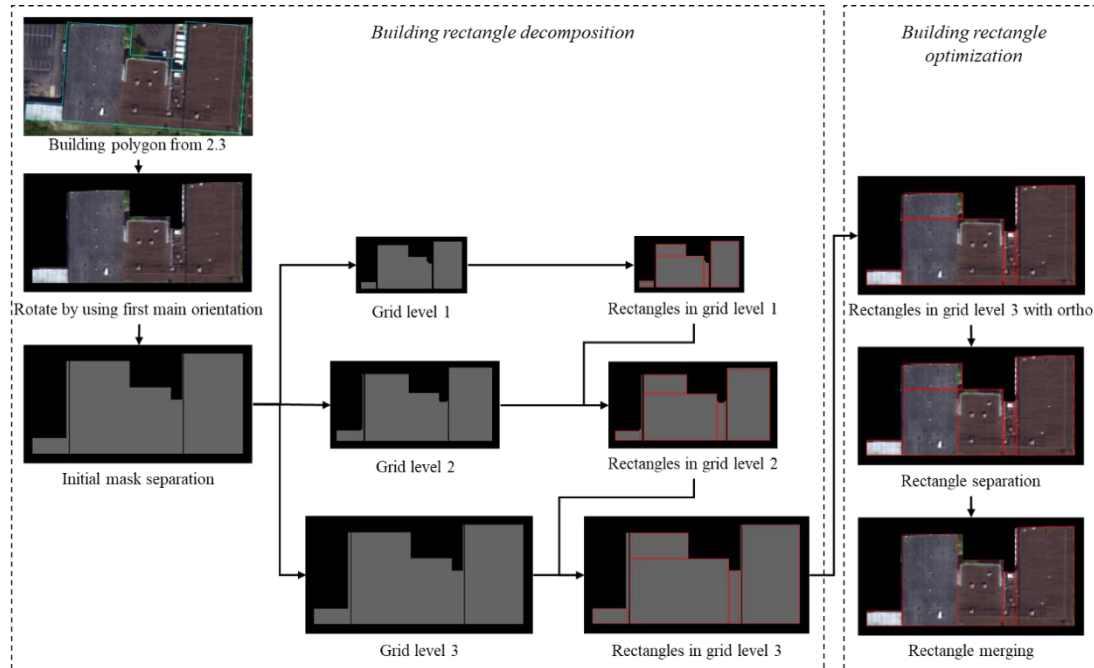 Building rectangle decomposition
Building rectangle
optimization
Building polygon from 2.3
Rotate by using first main orientation
Initial mask separation
Grid level 1
Rectangles in grid level 1
Grid level 2
Rectangles in grid level 2
Grid level 3
Rectangles in grid level 3
Rectangles in grid level 3 with ortho
Rectangle separation
Rectangle merging